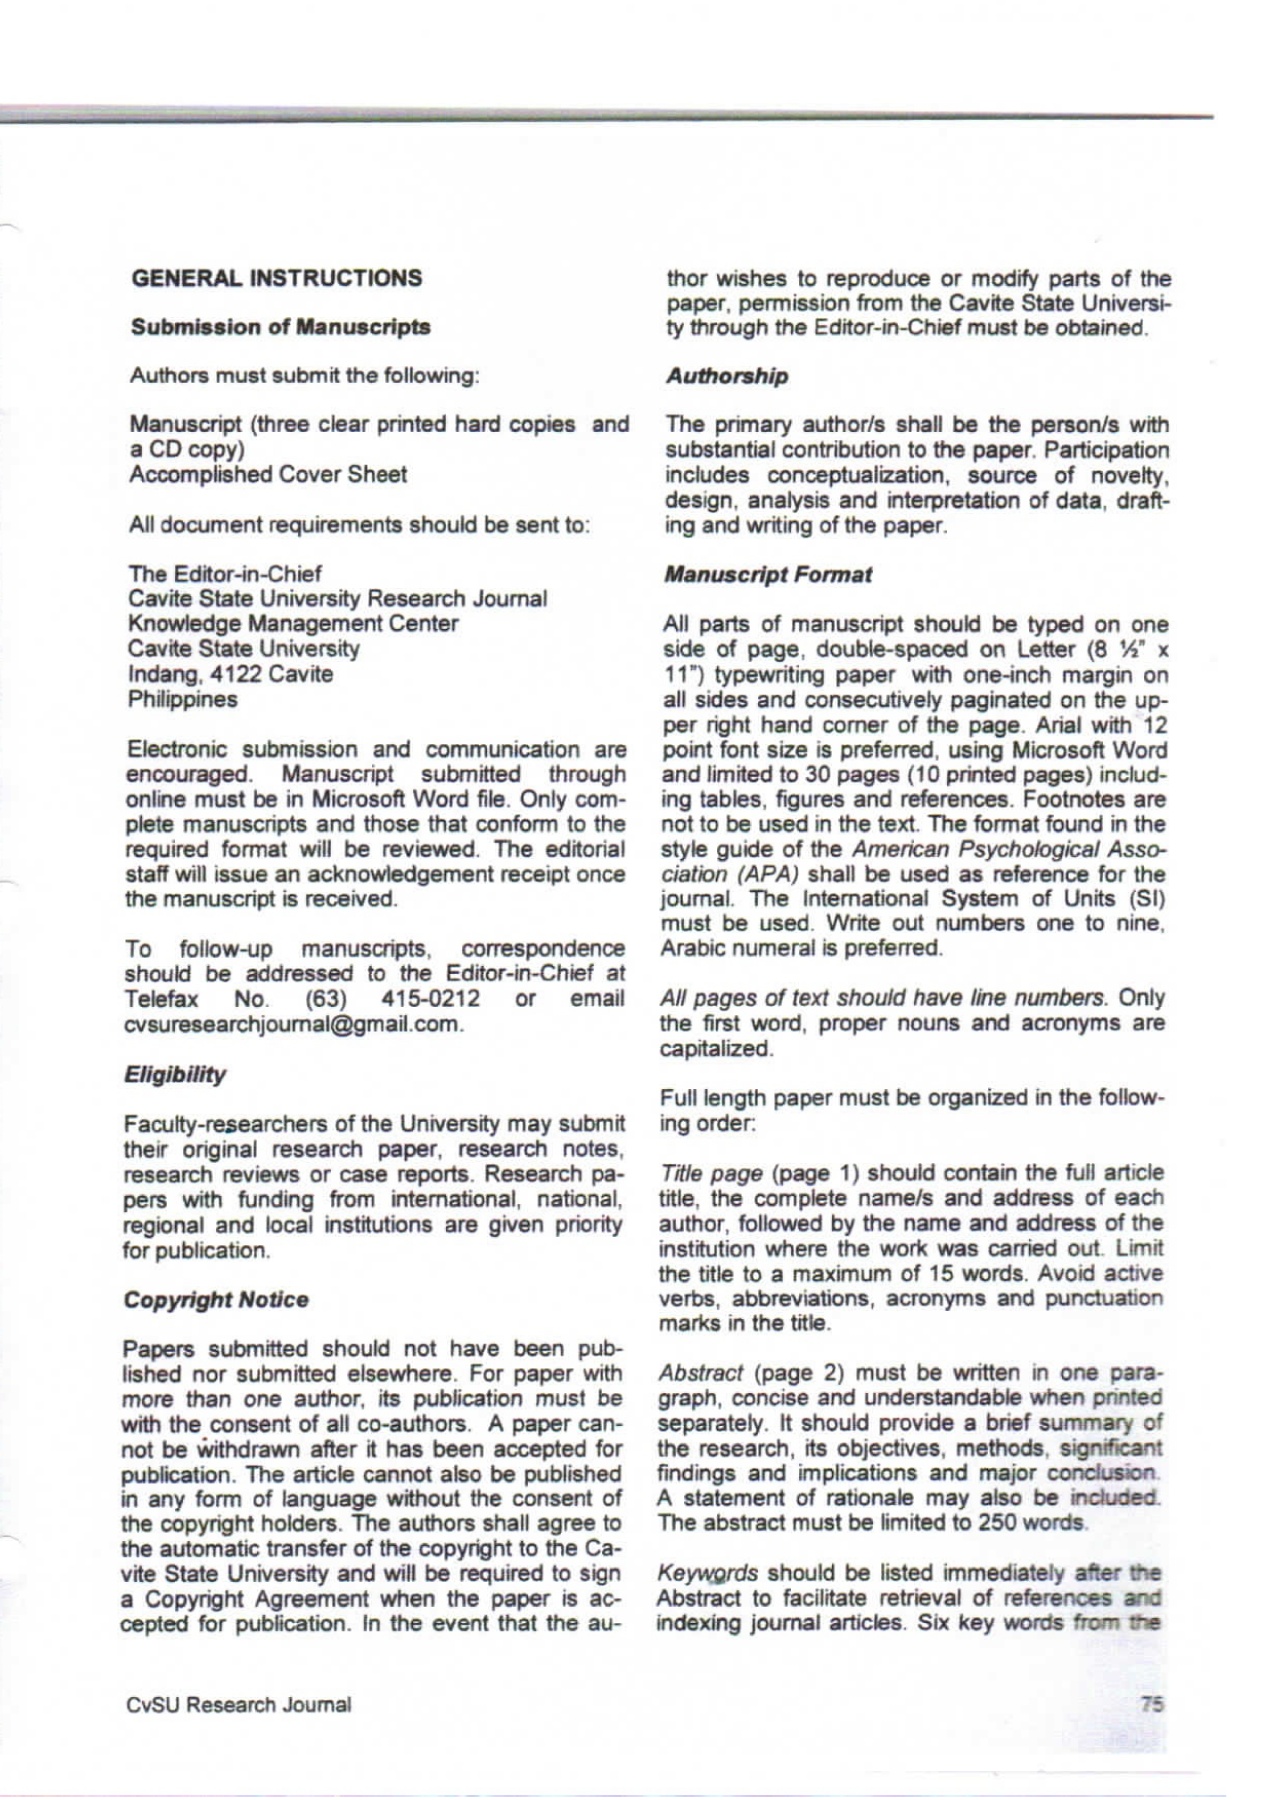 GENERAL INSTRUCTIONS
Submission of Manuscripts
Authors must submit the following:
Manuscript (three clear printed hard copies and
a CD copy)
Accomplished Cover Sheet
All document requirements should be sent to:
The Editor-in-Chief
Cavite State University Research Journal
Knowledge Management Center
Cavite State University
Indang, 4122 Cavite
Philippines
Electronic submission and communication are
encouraged. Manuscript submitted through
online must be in Microsoft Word file. Only com-
plete manuscripts and those that conform to the
required format will be reviewed. The editorial
staff will issue an acknowledgement receipt once
the manuscript is received.
To follow-up manuscripts, correspondence
should be addressed to the Editor-in-Chief at
Telefax No. (63) 415-0212 or email
cvsuresearchjournal@gmail.com.
Eligibility
Faculty-researchers of the University may submit
their original research paper, research notes,
research reviews or case reports. Research pa-
pers with funding from international, national,
regional and local institutions are given priority
for publication.
Copyright Notice
Papers submitted should not have been pub-
lished nor submitted elsewhere. For paper with
more than one author, its publication must be
with the consent of all co-authors. A paper can-
not be withdrawn after it has been accepted for
publication. The article cannot also be published
in any form of language without the consent of
the copyright holders. The authors shall agree to
the automatic transfer of the copyright to the Ca-
vite State University and will be required to sign
a Copyright Agreement when the paper is ac-
cepted for publication. In the event that the au-
thor wishes to reproduce or modify parts of the
paper, permission from the Cavite State Universi-
ty through the Editor-in-Chief must be obtained.
Authorship
The primary author/s shall be the person/s with
substantial contribution to the paper. Participation
includes conceptualization, source of novelty,
design, analysis and interpretation of data, draft-
ing and writing of the paper.
Manuscript Format
All parts of manuscript should be typed on one
side of page, double-spaced on Letter (8 ½" x
11") typewriting paper with one-inch margin on
all sides and consecutively paginated on the up-
per right hand corner of the page. Arial with 12
point font size is preferred, using Microsoft Word
and limited to 30 pages (10 printed pages) includ-
ing tables, figures and references. Footnotes are
not to be used in the text. The format found in the
style guide of the American Psychological Asso-
ciation (APA) shall be used as reference for the
journal. The International System of Units (SI)
must be used. Write out numbers one to nine,
Arabic numeral is preferred.
All pages of text should have line numbers. Only
the first word, proper nouns and acronyms are
capitalized.
Full length paper must be organized in the follow-
ing order:
Title page (page 1) should contain the full article
title, the complete name/s and address of each
author, followed by the name and address of the
institution where the work was carried out. Limit
the title to a maximum of 15 words. Avoid active
verbs, abbreviations, acronyms and punctuation
marks in the title.
Abstract (page 2) must be written in one para-
graph, concise and understandable when printed
separately. It should provide a brief summary of
the research, its objectives, methods, significant
findings and implications and major conclusion.
A statement of rationale may also be included.
The abstract must be limited to 250 words.
Keywords should be listed immediately after the
Abstract to facilitate retrieval of references and
indexing journal articles. Six key words from the
CvSU Research Journal
75